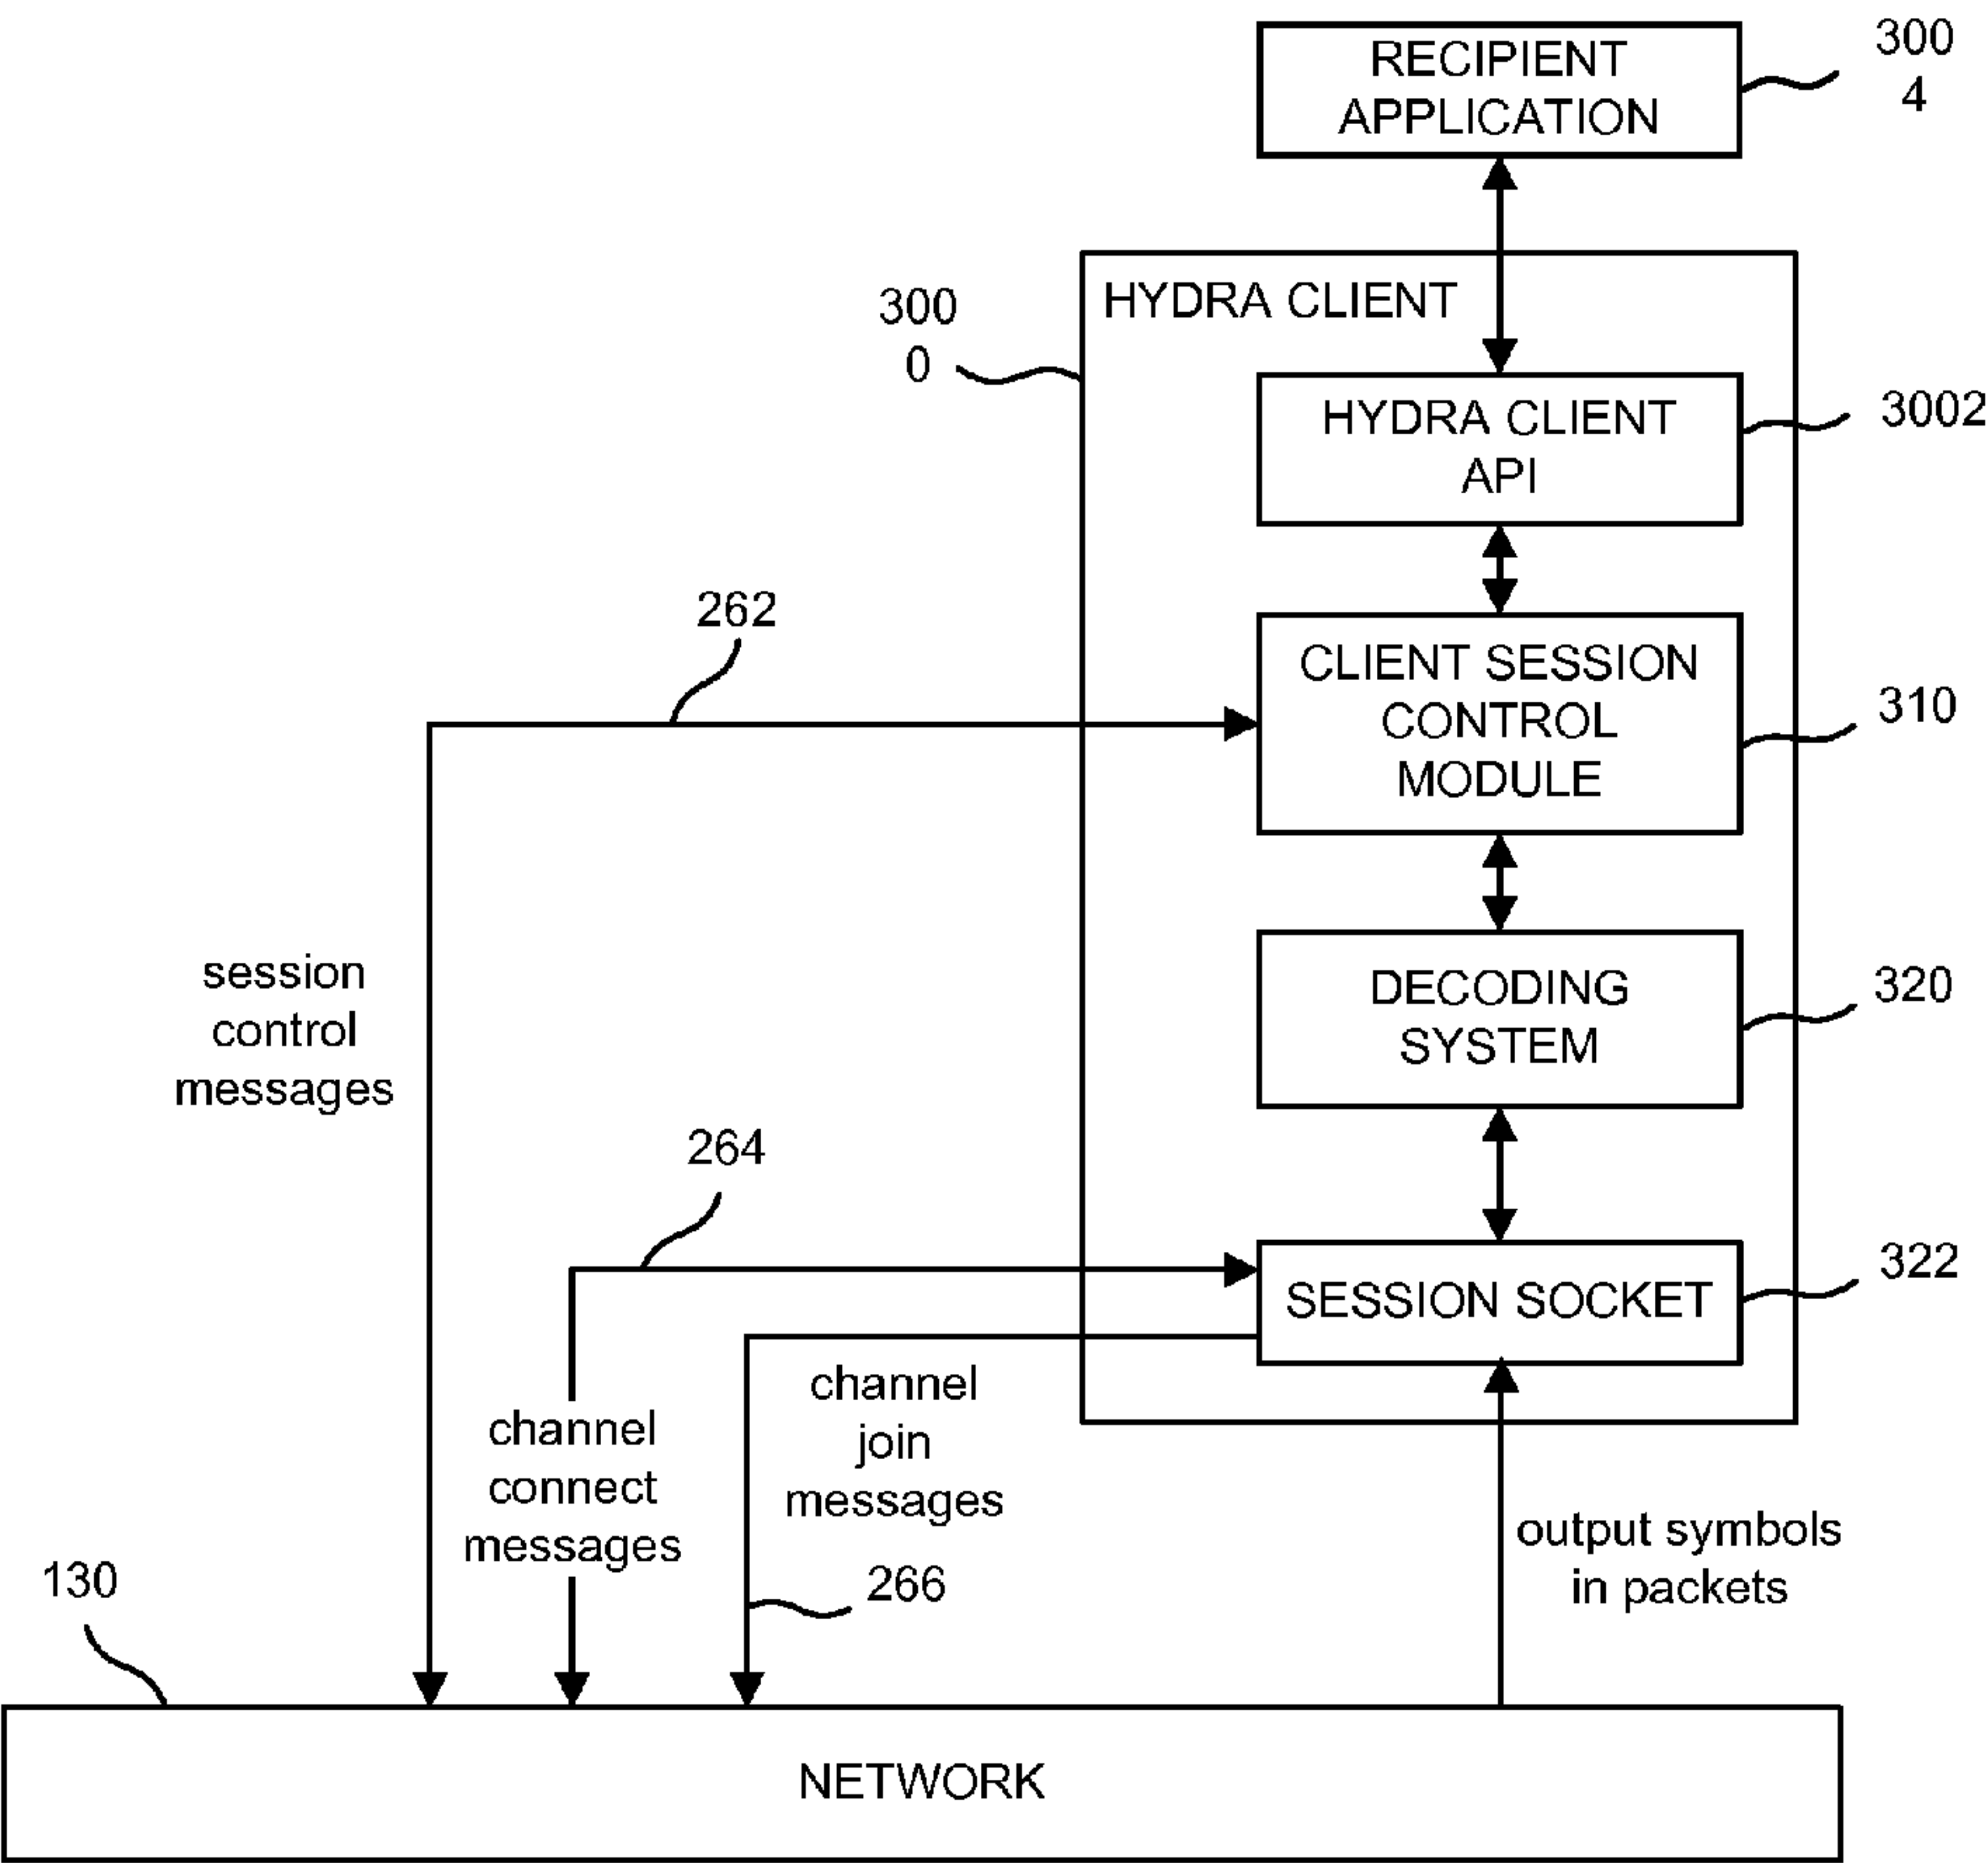 RECIPIENT
APPLICATION
300
4
HYDRA CLIENT
300
0
HYDRA CLIENT
API
3002
262
CLIENT SESSION
CONTROL
MODULE
310
session
control
messages
DECODING
SYSTEM
320
264
SESSION SOCKET
322
channel
connect
messages
channel
join
messages
266
output symbols
in packets
130
NETWORK